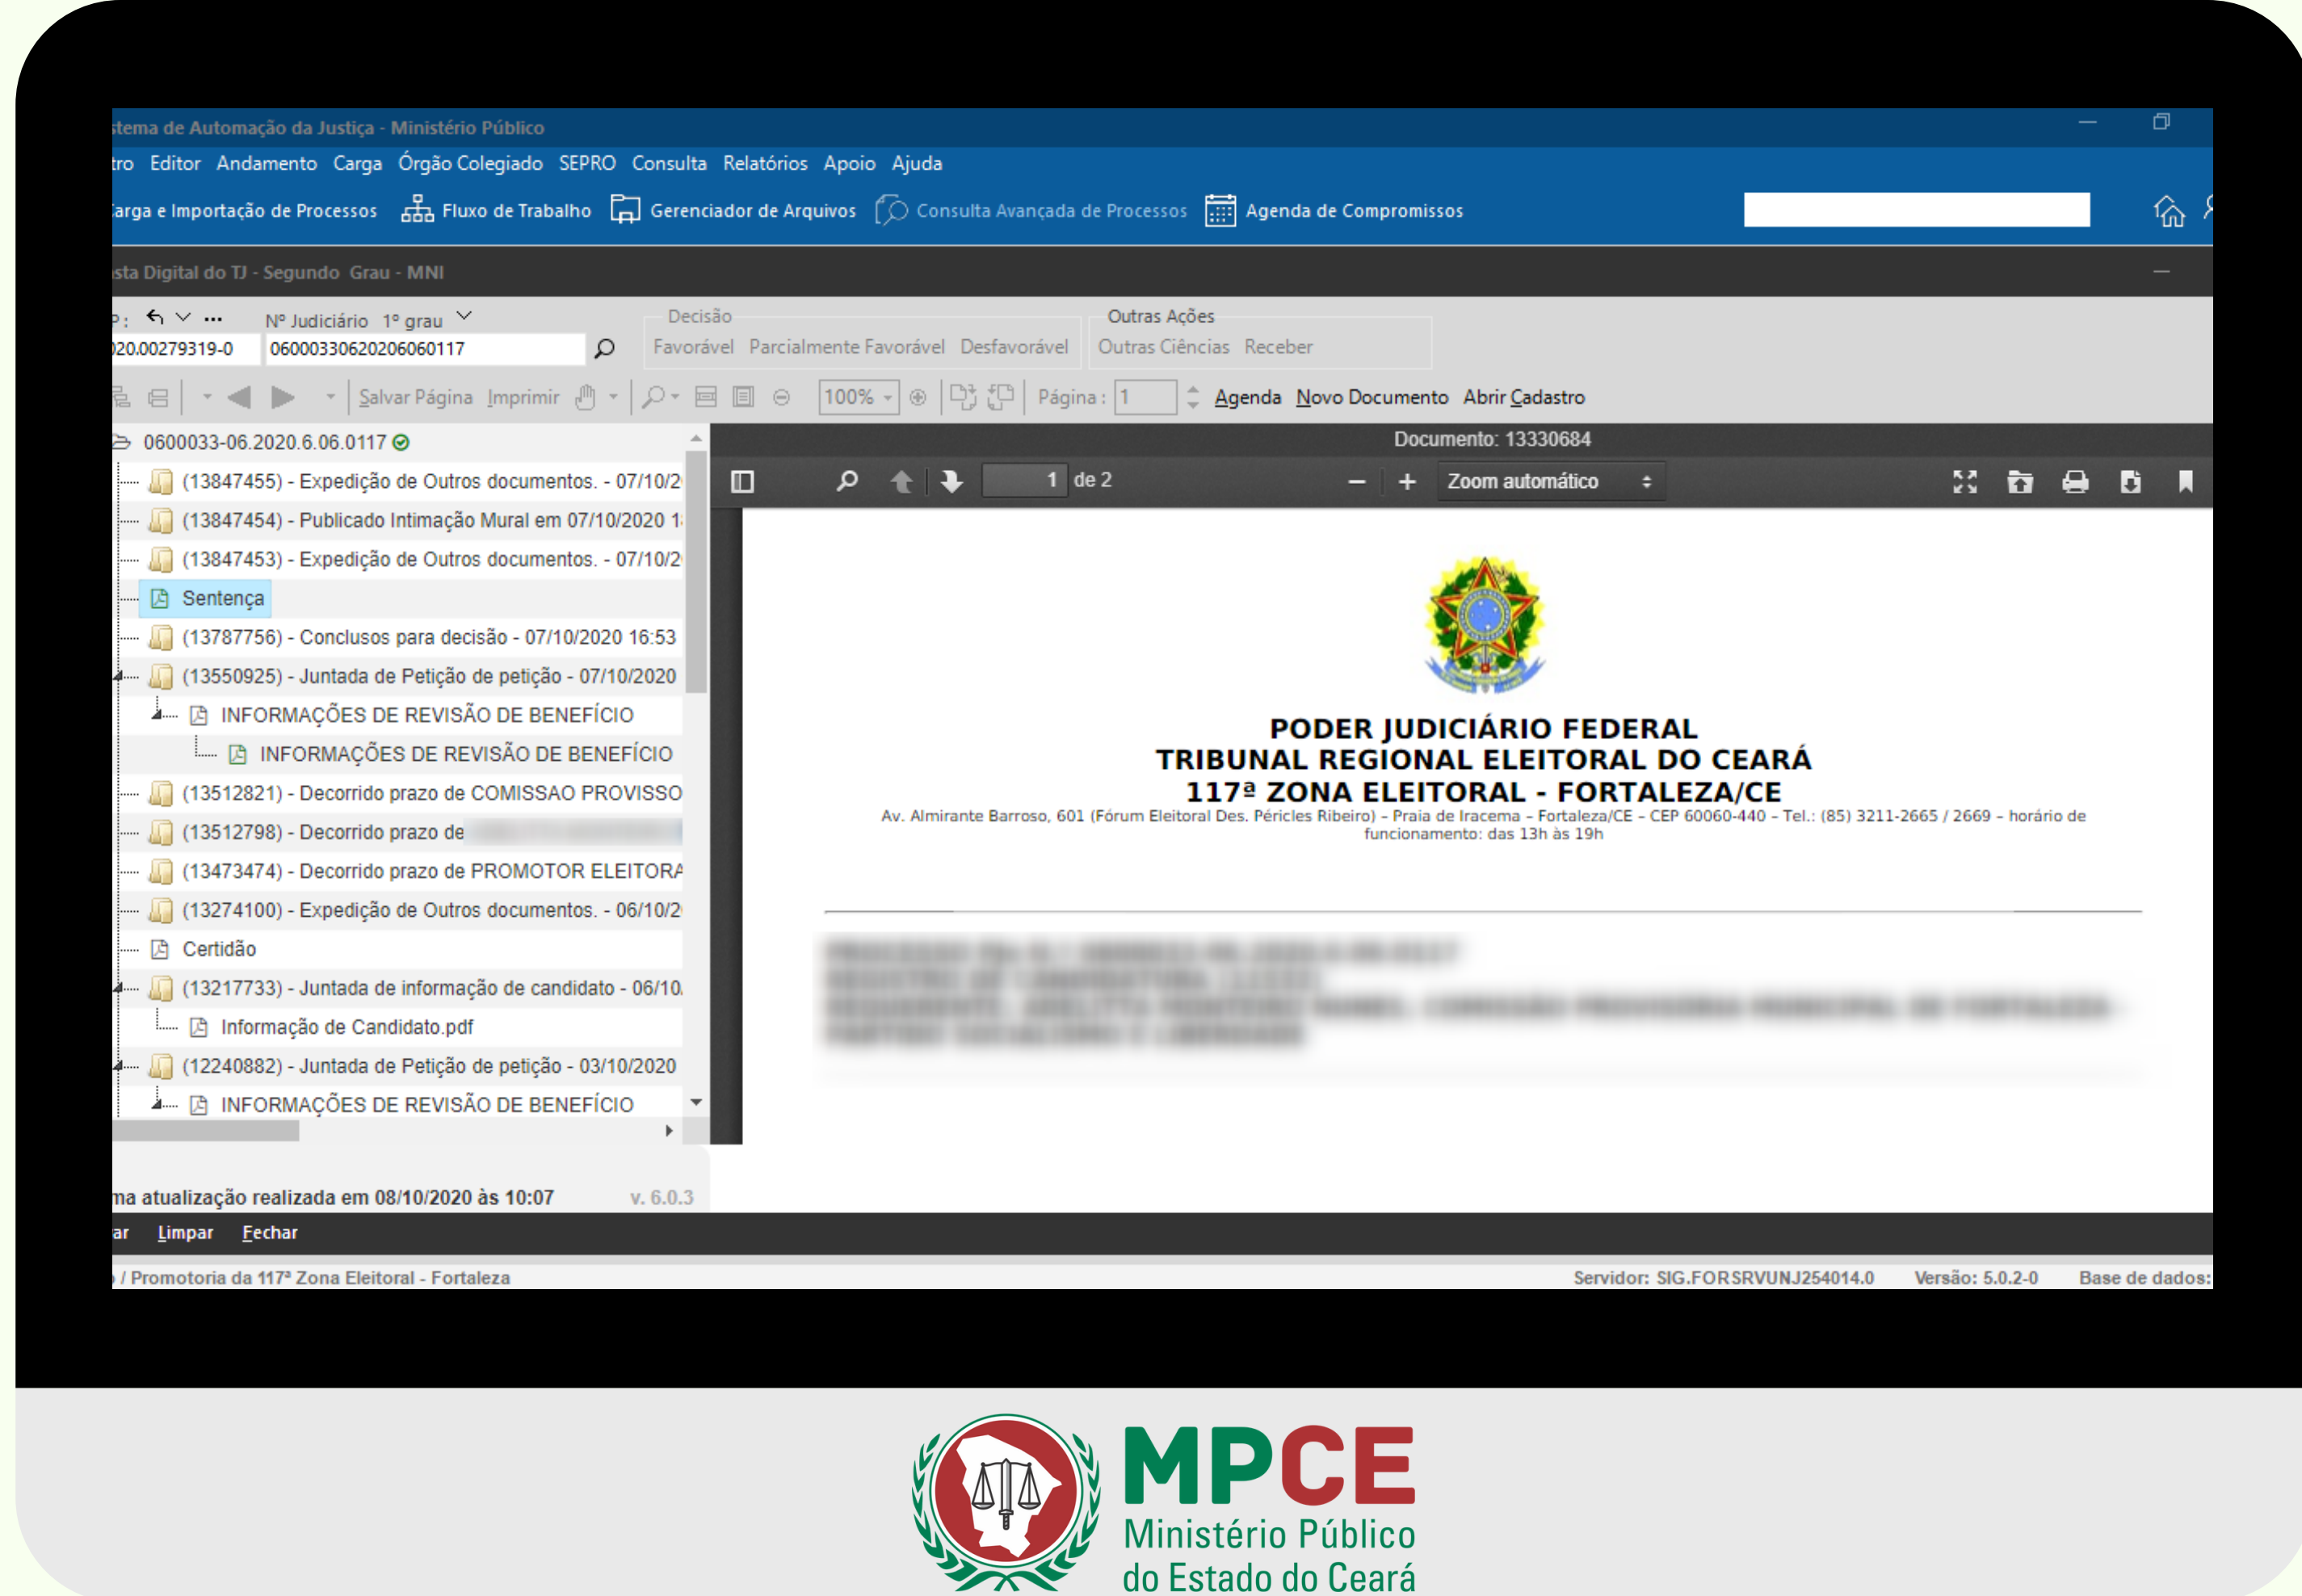 stema de Automação da Justiça - Ministério Público
tro Editor Andamento Carga Órgão Colegiado SEPRO Consulta Relatórios Apoio Ajuda
arga e Importação de Processos Fluxo de Trabalho Gerenciador de Arquivos Consulta Avançada de Processos Agenda de Compromissos
sta Digital do TJ - Segundo Grau - MNI
P: ... Nº Judiciário 1º grau Decisão Outras Ações
020.00279319-0 06000330620206060117 Favorável Parcialmente Favorável Desfavorável Outras Ciências Receber
Salvar Página Imprimir 100% Página: 1 Agenda Novo Documento Abrir Cadastro
0600033-06.2020.6.06.0117
(13847455) - Expedição de Outros documentos. - 07/10/2
(13847454) - Publicado Intimação Mural em 07/10/2020 1
(13847453) - Expedição de Outros documentos. - 07/10/2
Sentença
(13787756) - Conclusos para decisão - 07/10/2020 16:53
(13550925) - Juntada de Petição de petição - 07/10/2020
INFORMAÇÕES DE REVISÃO DE BENEFÍCIO
INFORMAÇÕES DE REVISÃO DE BENEFÍCIO
(13512821) - Decorrido prazo de COMISSAO PROVISSO
(13512798) - Decorrido prazo de
(13473474) - Decorrido prazo de PROMOTOR ELEITORA
(13274100) - Expedição de Outros documentos. - 06/10/2
Certidão
(13217733) - Juntada de informação de candidato - 06/10
Informação de Candidato.pdf
(12240882) - Juntada de Petição de petição - 03/10/2020
INFORMAÇÕES DE REVISÃO DE BENEFÍCIO
ma atualização realizada em 08/10/2020 às 10:07 v. 6.0.3
Documento: 13330684
1 de 2 Zoom automático
PODER JUDICIÁRIO FEDERAL
TRIBUNAL REGIONAL ELEITORAL DO CEARÁ
117ª ZONA ELEITORAL - FORTALEZA/CE
Av. Almirante Barroso, 601 (Fórum Eleitoral Des. Péricles Ribeiro) – Praia de Iracema – Fortaleza/CE – CEP 60060-440 – Tel.: (85) 3211-2665 / 2669 – horário de
funcionamento: das 13h às 19h
ar Limpar Fechar
/ Promotoria da 117ª Zona Eleitoral - Fortaleza Servidor: SIG.FORSRVUNJ254014.0 Versão: 5.0.2-0 Base de dados:
MPCE
Ministério Público
do Estado do Ceará